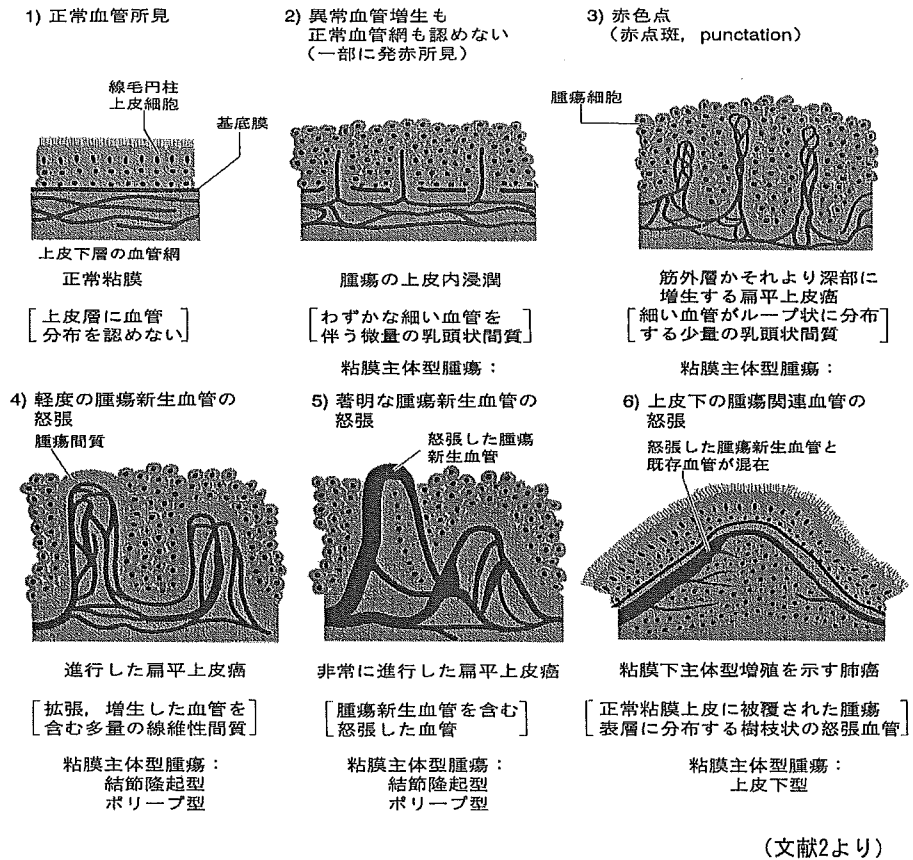 1) 正常血管所見
線毛円柱
上皮細胞
基底膜
上皮下層の血管網
正常粘膜
[上皮層に血管
分布を認めない]
2) 異常血管増生も
正常血管網も認めない
(一部に発赤所見)
腫瘍の上皮内浸潤
[わずかな細い血管を
伴う微量の乳頭状間質]
粘膜主体型腫瘍:
3) 赤色点
(赤点斑, punctation)
腫瘍細胞
筋外層かそれより深部に
増生する扁平上皮癌
[細い血管がループ状に分布
する少量の乳頭状間質]
粘膜主体型腫瘍:
4) 軽度の腫瘍新生血管の
怒張
腫瘍間質
進行した扁平上皮癌
[拡張, 増生した血管を
含む多量の線維性間質]
粘膜主体型腫瘍:
結節隆起型
ポリープ型
5) 著明な腫瘍新生血管の
怒張
怒張した腫瘍
新生血管
非常に進行した扁平上皮癌
[腫瘍新生血管を含む
怒張した血管]
粘膜主体型腫瘍:
結節隆起型
ポリープ型
6) 上皮下の腫瘍関連血管の
怒張
怒張した腫瘍新生血管と
既存血管が混在
粘膜下主体型増殖を示す肺癌
[正常粘膜上皮に被覆された腫瘍
表層に分布する樹枝状の怒張血管]
粘膜主体型腫瘍:
上皮下型
(文献2より)